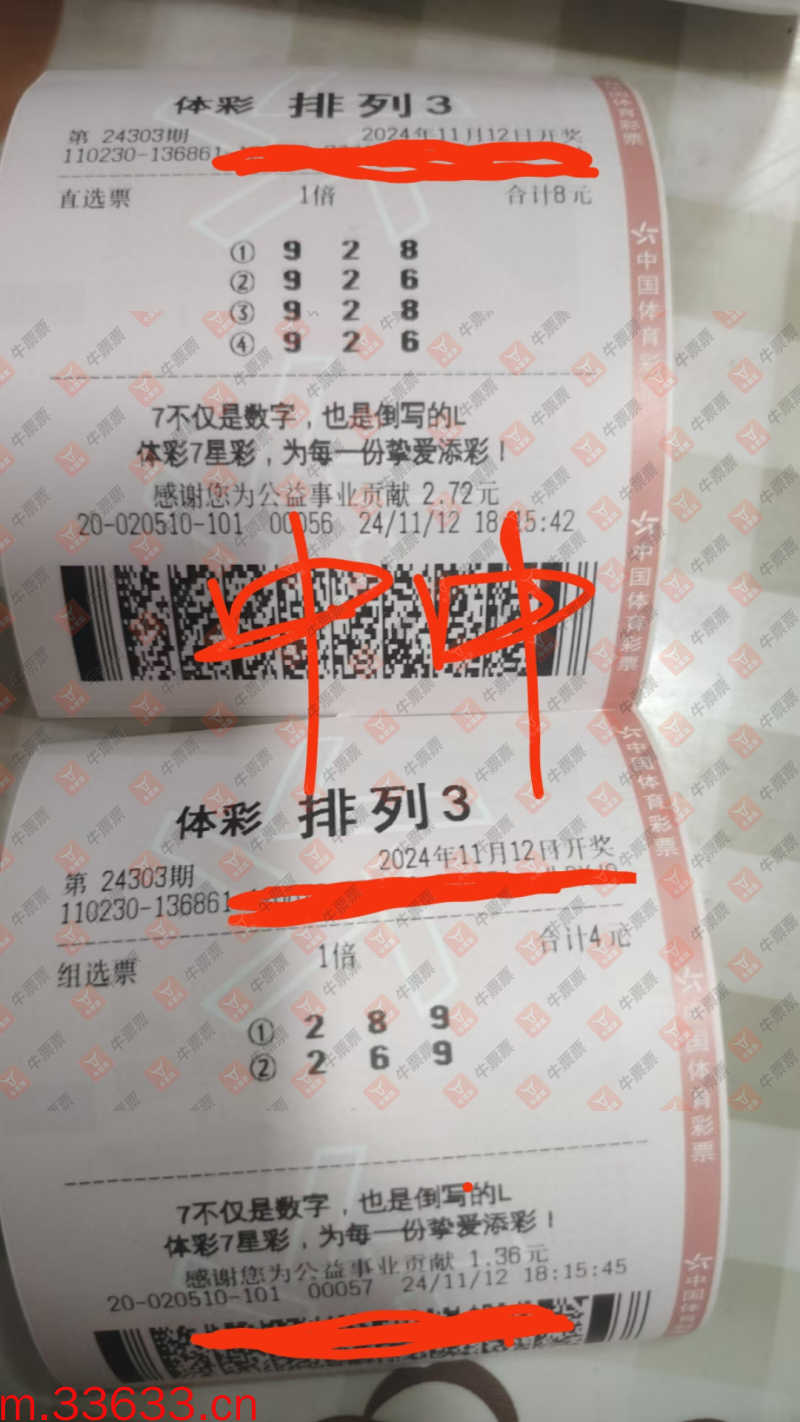 体彩 排列3
第 24303期 2024年11月12日开奖
110230-136861
直选票 1倍 合计8元
① 9 2 8
② 9 2 6
③ 9 2 8
④ 9 2 6
7不仅是数字，也是倒写的L
体彩7星彩，为每一份挚爱添彩！
感谢您为公益事业贡献 2.72元
20-020510-101 00056 24/11/12 18:15:42
中 中
体彩 排列3
第 24303期 2024年11月12日开奖
110230-136861
组选票 1倍 合计4元
① 2 8 9
② 2 6 9
7不仅是数字，也是倒写的L
体彩7星彩，为每一份挚爱添彩！
感谢您为公益事业贡献 1.36元
20-020510-101 00057 24/11/12 18:15:45
中国体育彩票
中国体育彩
中国体育彩票
中国体育彩票
中国体育彩票
中国体育
牛票票
m.33633.cn